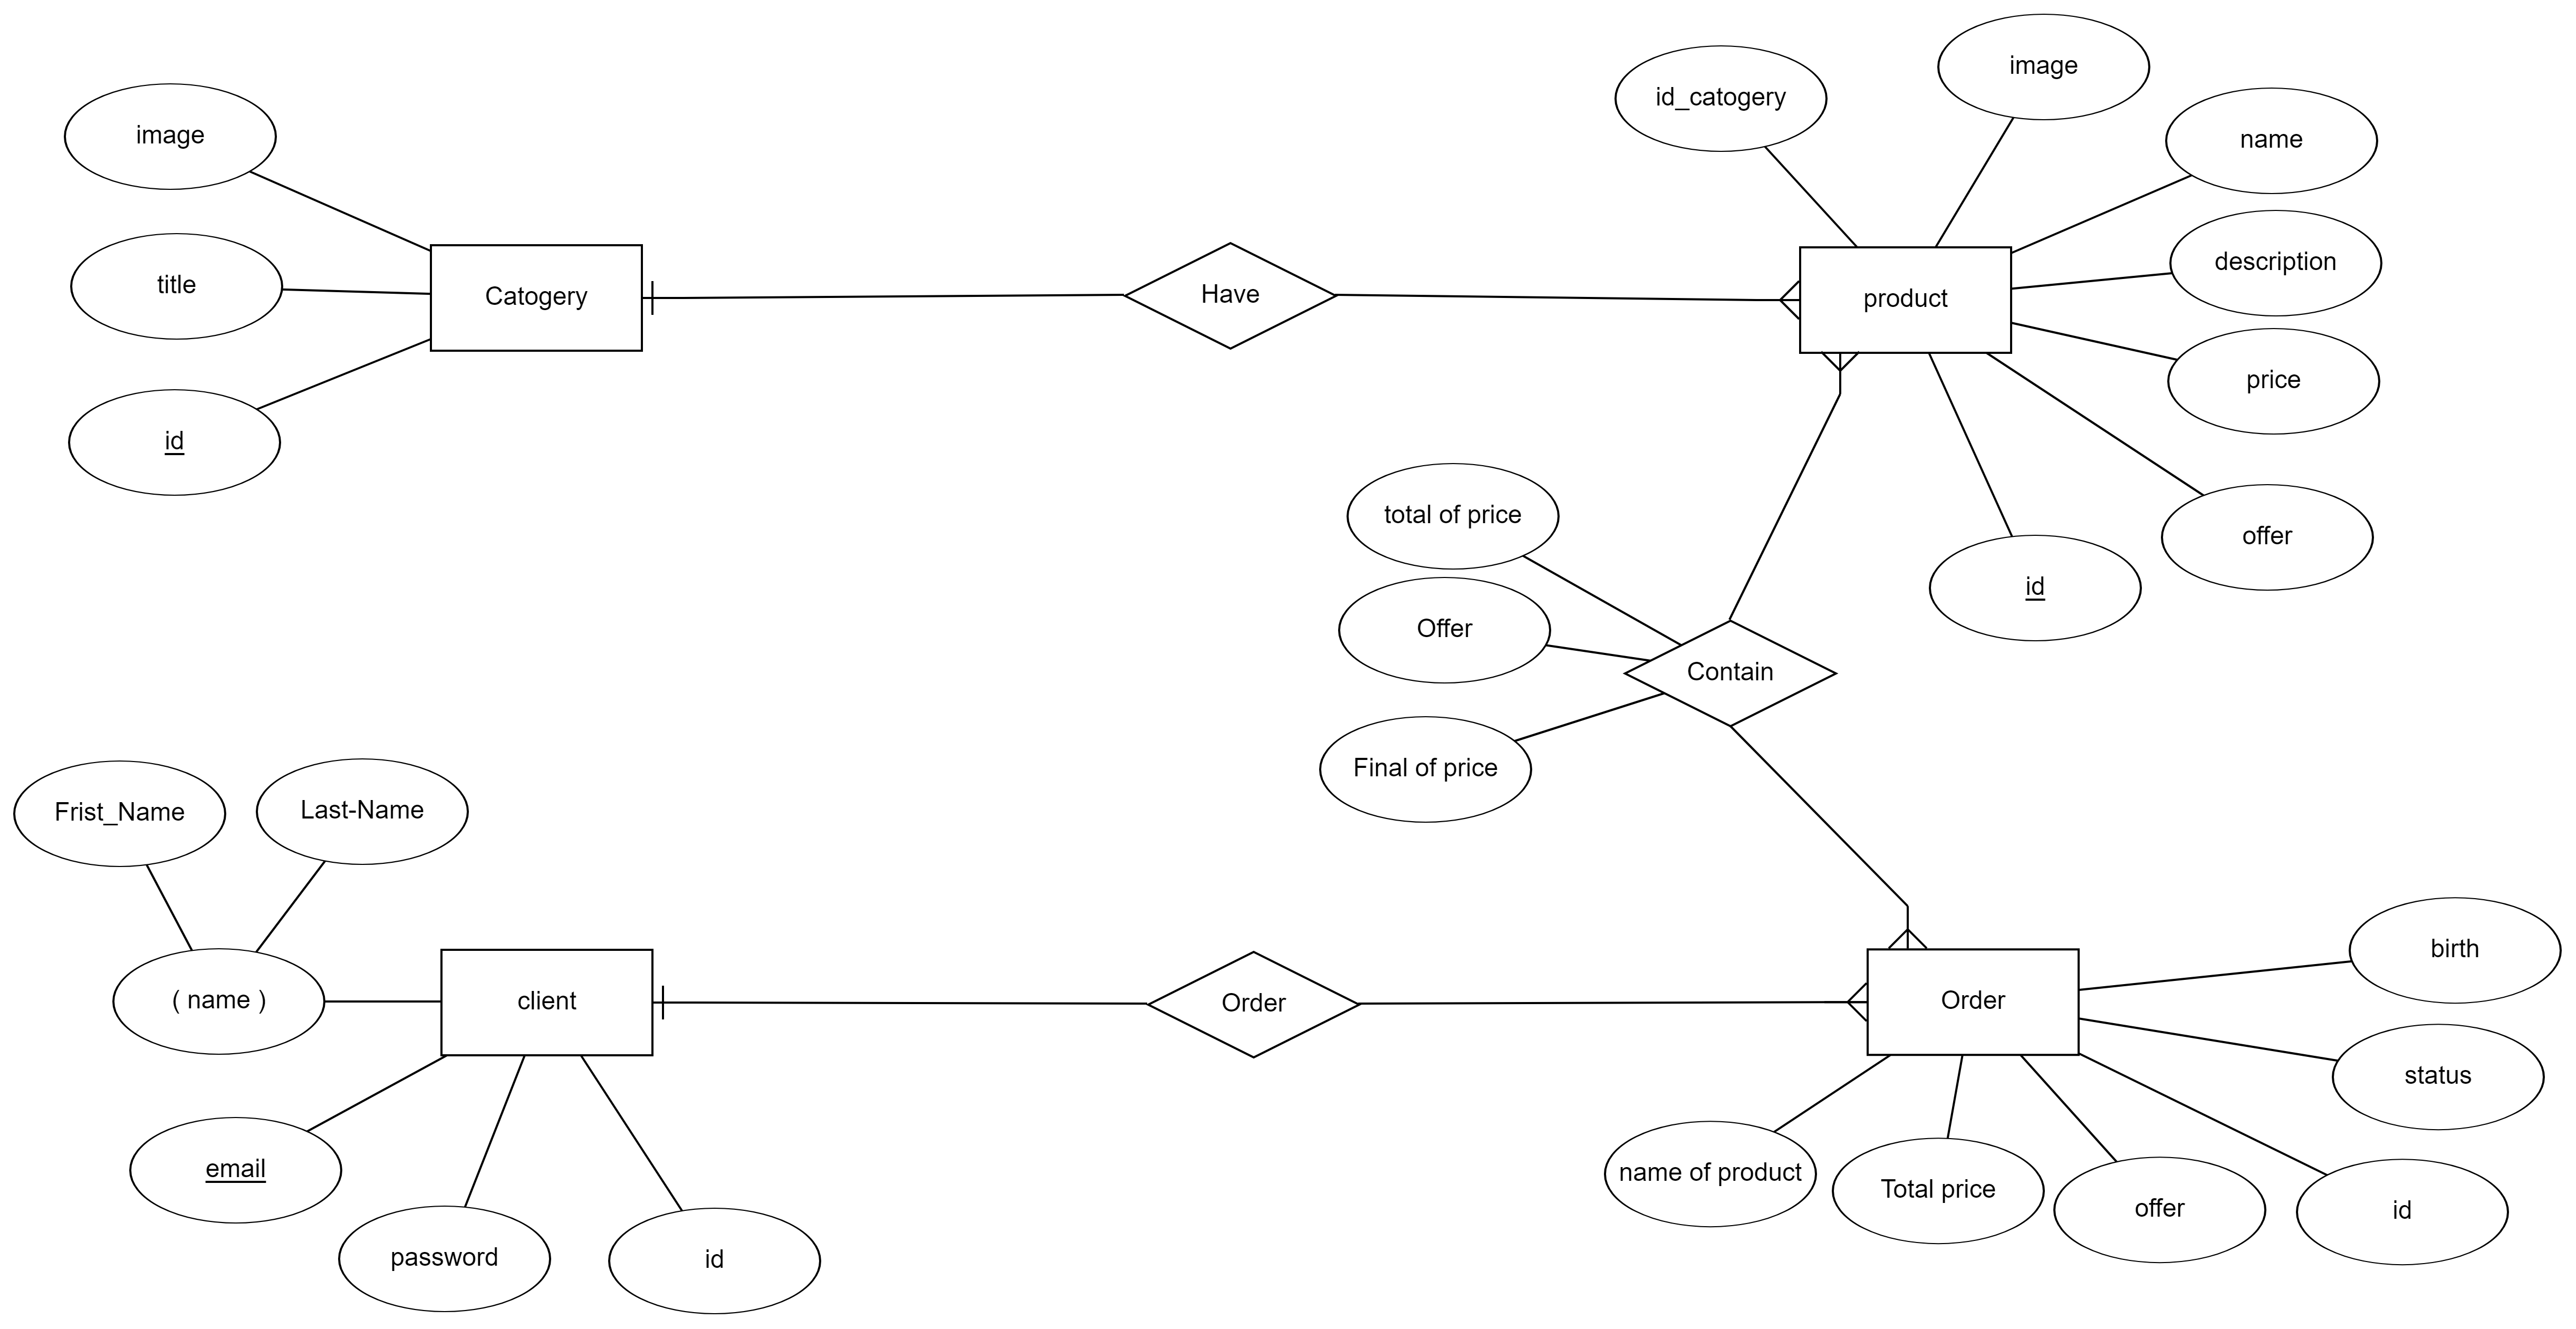 image
id_catogery
image
name
title
Catogery
Have
product
description
price
id
total of price
offer
id
Offer
Contain
Final of price
Frist_Name
Last-Name
( name )
client
Order
Order
birth
status
email
name of product
Total price
offer
id
password
id